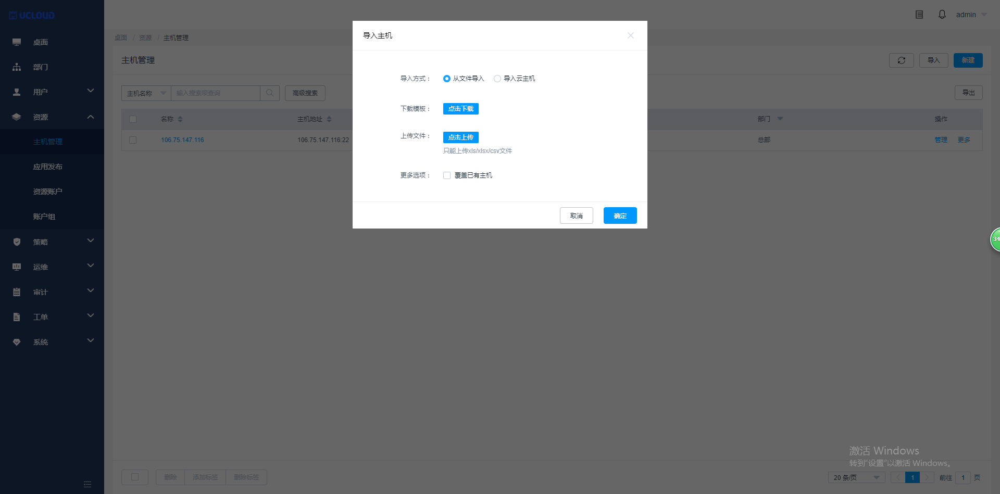 UCLOUD
admin
桌面
部门
用户
资源
主机管理
应用发布
资源账户
账户组
策略
运维
审计
工单
系统
桌面 / 资源 / 主机管理
主机管理
导入
新建
主机名称
输入搜索项查询
高级搜索
导出
名称
主机地址
部门
操作
106.75.147.116
106.75.147.116:22
总部
管理
更多
导入主机
导入方式：
从文件导入
导入云主机
下载模板：
点击下载
上传文件：
点击上传
只能上传xls/xlsx/csv文件
更多选项：
覆盖已有主机
取消
确定
34
激活 Windows
转到"设置"以激活 Windows。
删除
添加标签
删除标签
20 条/页
1
前往 1 页